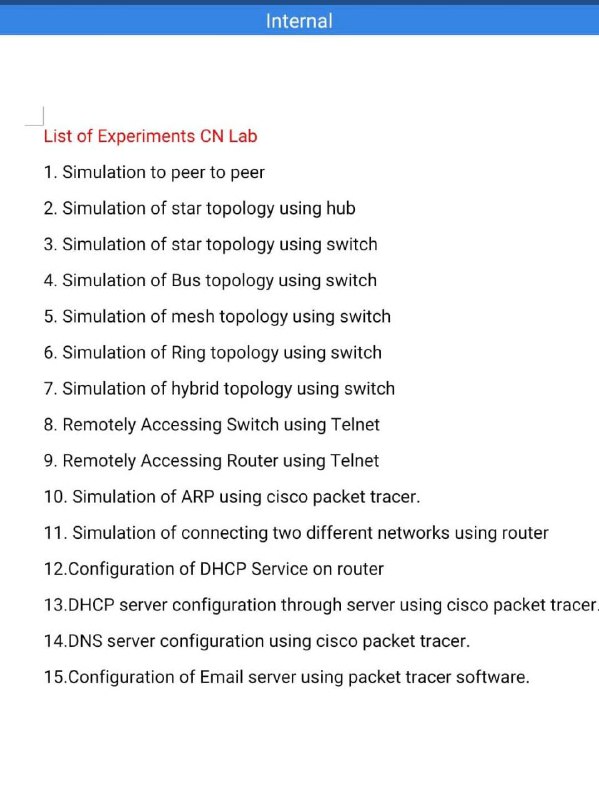 Internal
List of Experiments CN Lab
1. Simulation to peer to peer
2. Simulation of star topology using hub
3. Simulation of star topology using switch
4. Simulation of Bus topology using switch
5. Simulation of mesh topology using switch
6. Simulation of Ring topology using switch
7. Simulation of hybrid topology using switch
8. Remotely Accessing Switch using Telnet
9. Remotely Accessing Router using Telnet
10. Simulation of ARP using cisco packet tracer.
11. Simulation of connecting two different networks using router
12.Configuration of DHCP Service on router
13.DHCP server configuration through server using cisco packet tracer.
14.DNS server configuration using cisco packet tracer.
15.Configuration of Email server using packet tracer software.